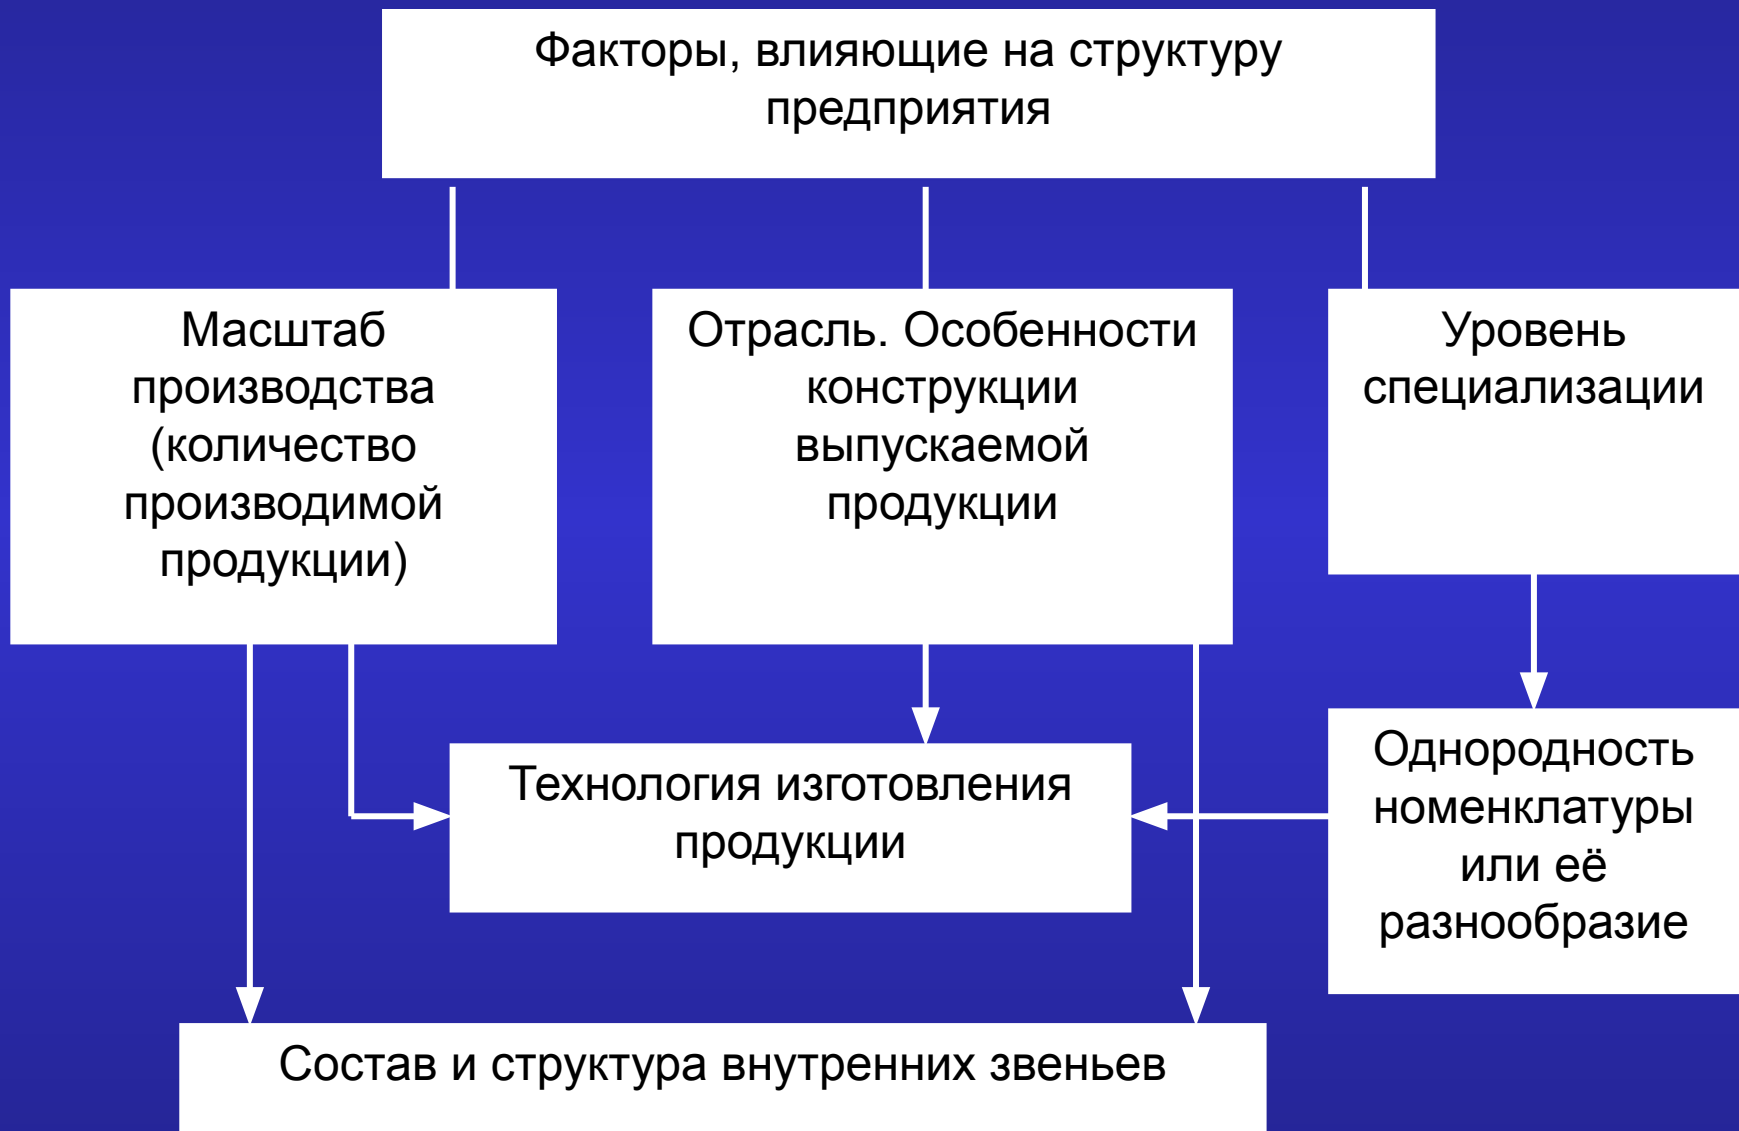 Факторы, влияющие на структуру
предприятия
Масштаб
производства
(количество
производимой
продукции)
Отрасль. Особенности
конструкции
выпускаемой
продукции
Уровень
специализации
Технология изготовления
продукции
Однородность
номенклатуры
или её
разнообразие
Состав и структура внутренних звеньев